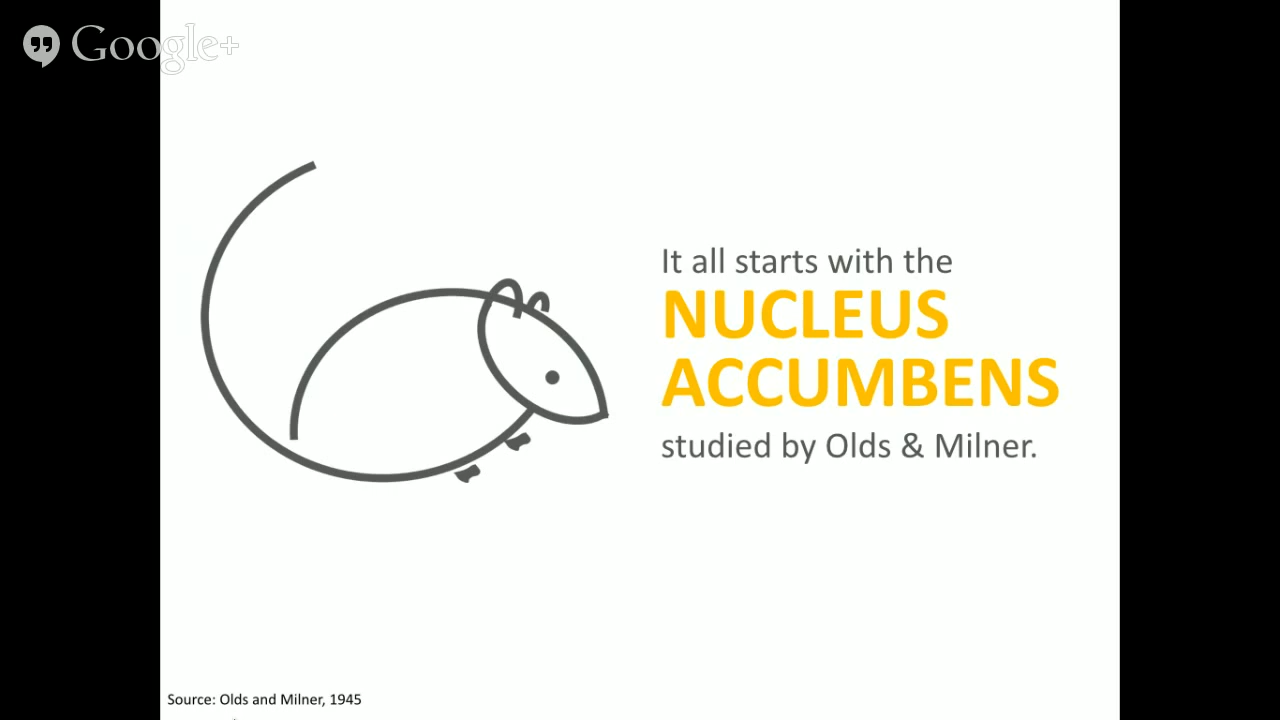 Google+
It all starts with the
NUCLEUS
ACCUMBENS
studied by Olds & Milner.
Source: Olds and Milner, 1945